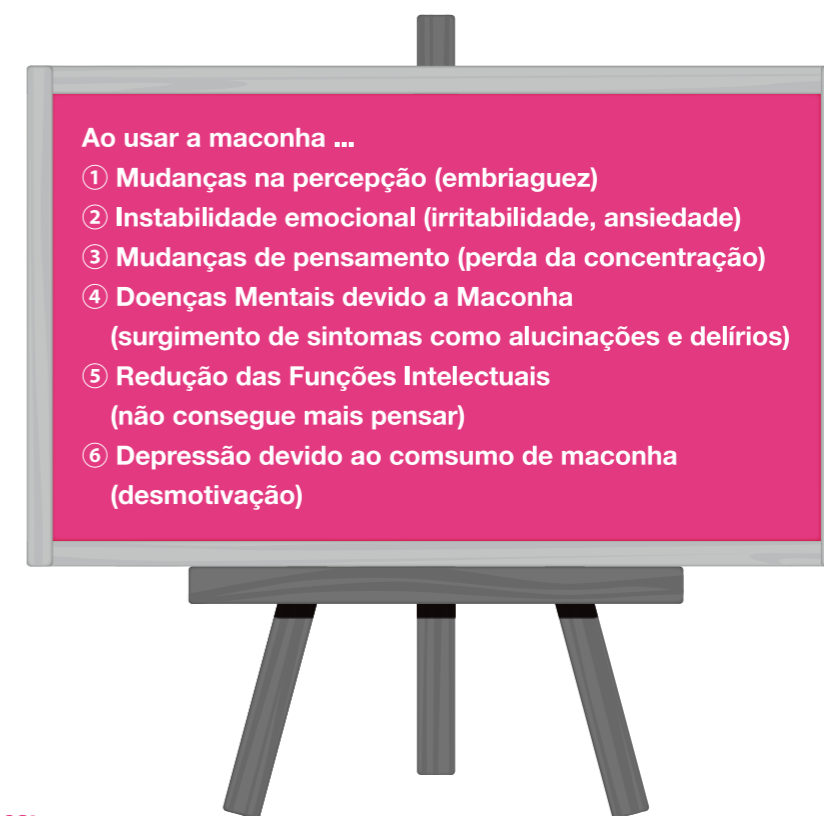 Ao usar a maconha ...
① Mudanças na percepção (embriaguez)
② Instabilidade emocional (irritabilidade, ansiedade)
③ Mudanças de pensamento (perda da concentração)
④ Doenças Mentais devido a Maconha
(surgimento de sintomas como alucinações e delírios)
⑤ Redução das Funções Intelectuais
(não consegue mais pensar)
⑥ Depressão devido ao comsumo de maconha
(desmotivação)